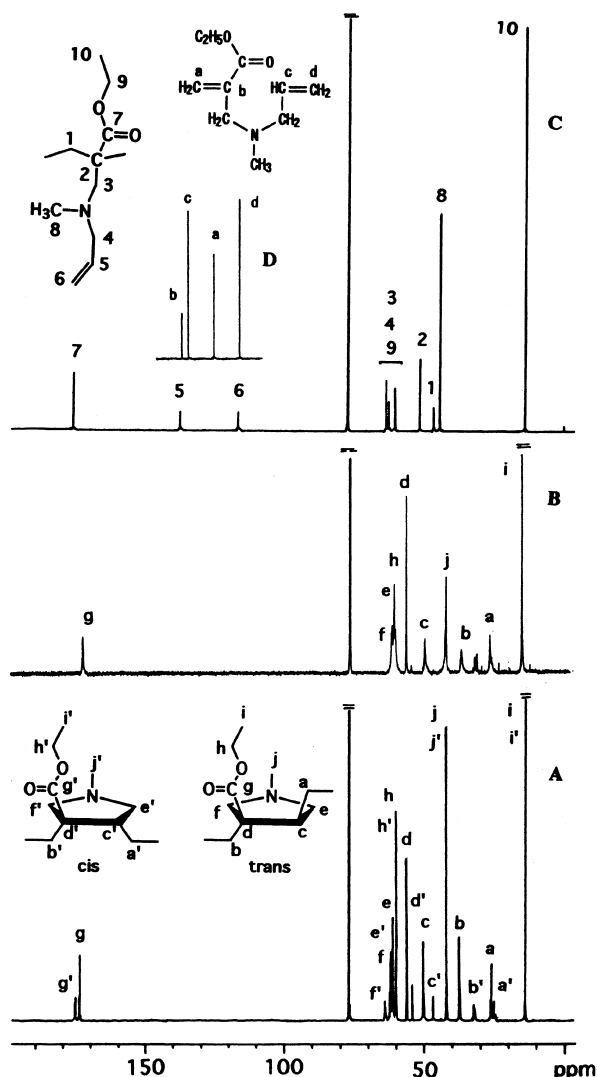 10
9
O
7
C=O
1
C
2
3
H₃C
N
8
4
5
6
C₂H₅O
C=O
a
H₂C=C
b
c
d
HC=CH₂
CH₂
CH₂
N
CH₃
c
d
a
b
D
10
C
8
3
4
9
2
1
7
5
6
i
B
d
h
e
f
j
c
b
a
g
i'
h'
O
j'
O
g'
N
f'
e'
d'
c'
b'
a'
cis
i
h
O
j
O
g
N
a
f
e
d
c
b
trans
j
j'
i
i'
A
h
h'
d
e
e'
f
f'
d'
c
c'
b
b'
a
a'
g
g'
150
100
50
ppm